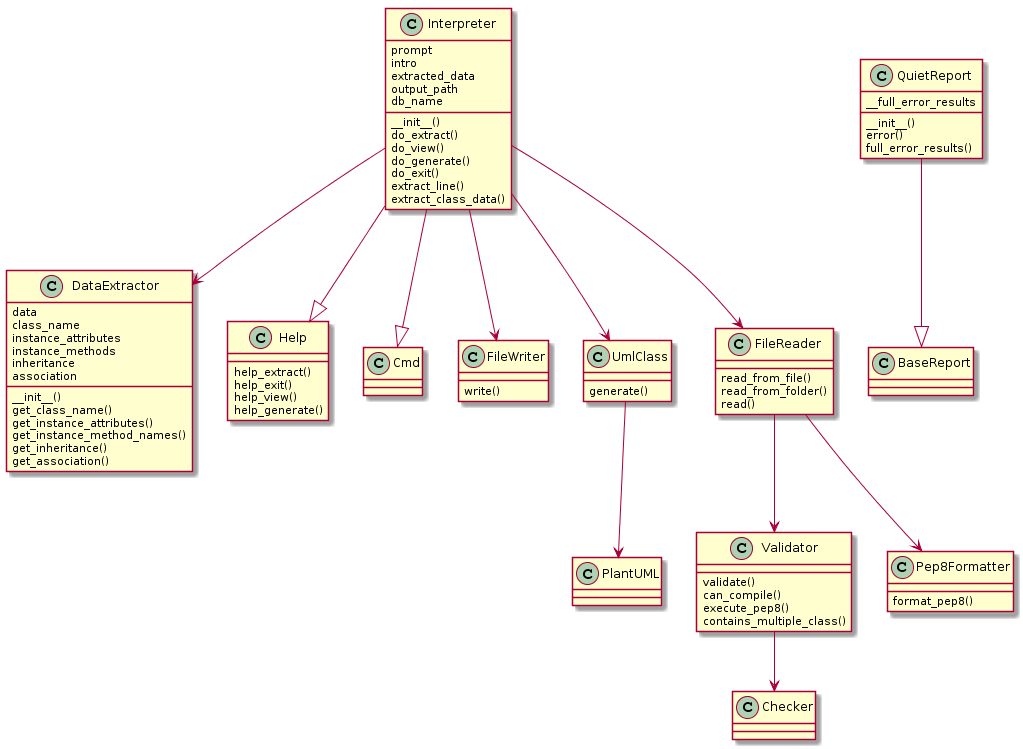 C Interpreter
prompt
intro
extracted_data
output_path
db_name
__init__()
do_extract()
do_view()
do_generate()
do_exit()
extract_line()
extract_class_data()
C QuietReport
__full_error_results
__init__()
error()
full_error_results()
C DataExtractor
data
class_name
instance_attributes
instance_methods
inheritance
association
__init__()
get_class_name()
get_instance_attributes()
get_instance_method_names()
get_inheritance()
get_association()
C Help
help_extract()
help_exit()
help_view()
help_generate()
C Cmd
C FileWriter
write()
C UmlClass
generate()
C FileReader
read_from_file()
read_from_folder()
read()
C BaseReport
C PlantUML
C Validator
validate()
can_compile()
execute_pep8()
contains_multiple_class()
C Pep8Formatter
format_pep8()
C Checker